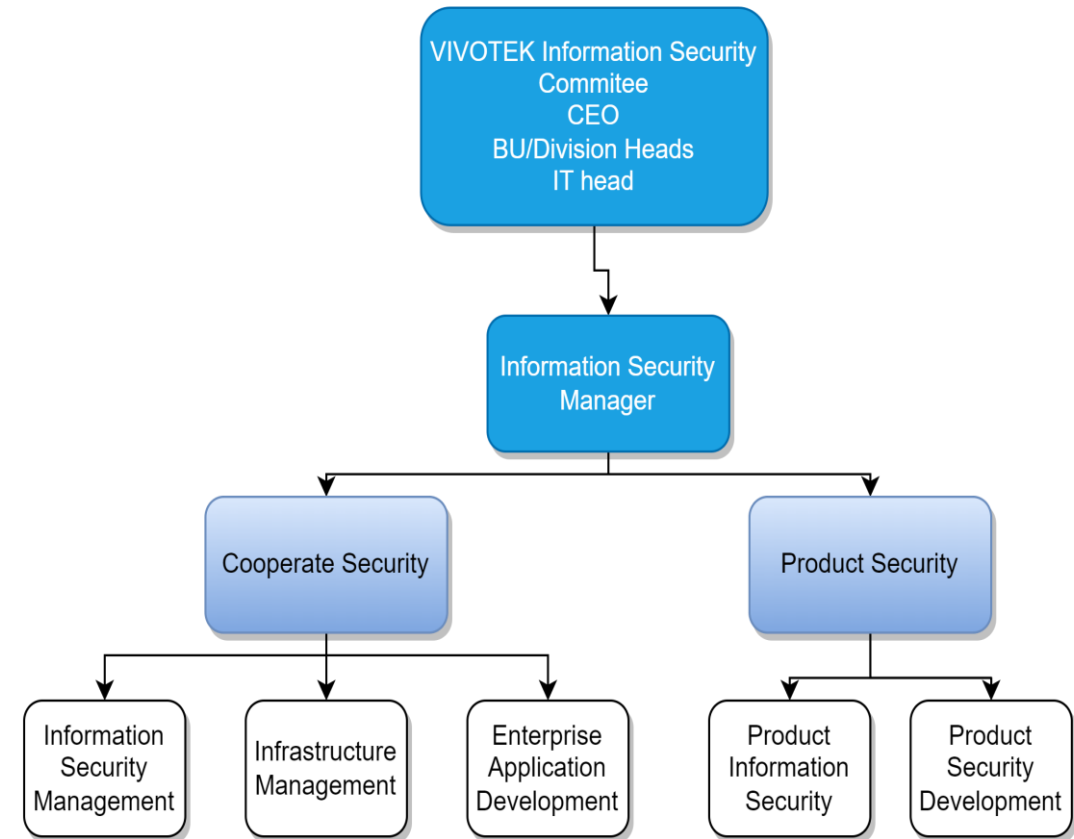 VIVOTEK Information Security
Commitee
CEO
BU/Division Heads
IT head
Information Security
Manager
Cooperate Security
Product Security
Information
Security
Management
Infrastructure
Management
Enterprise
Application
Development
Product
Information
Security
Product
Security
Development